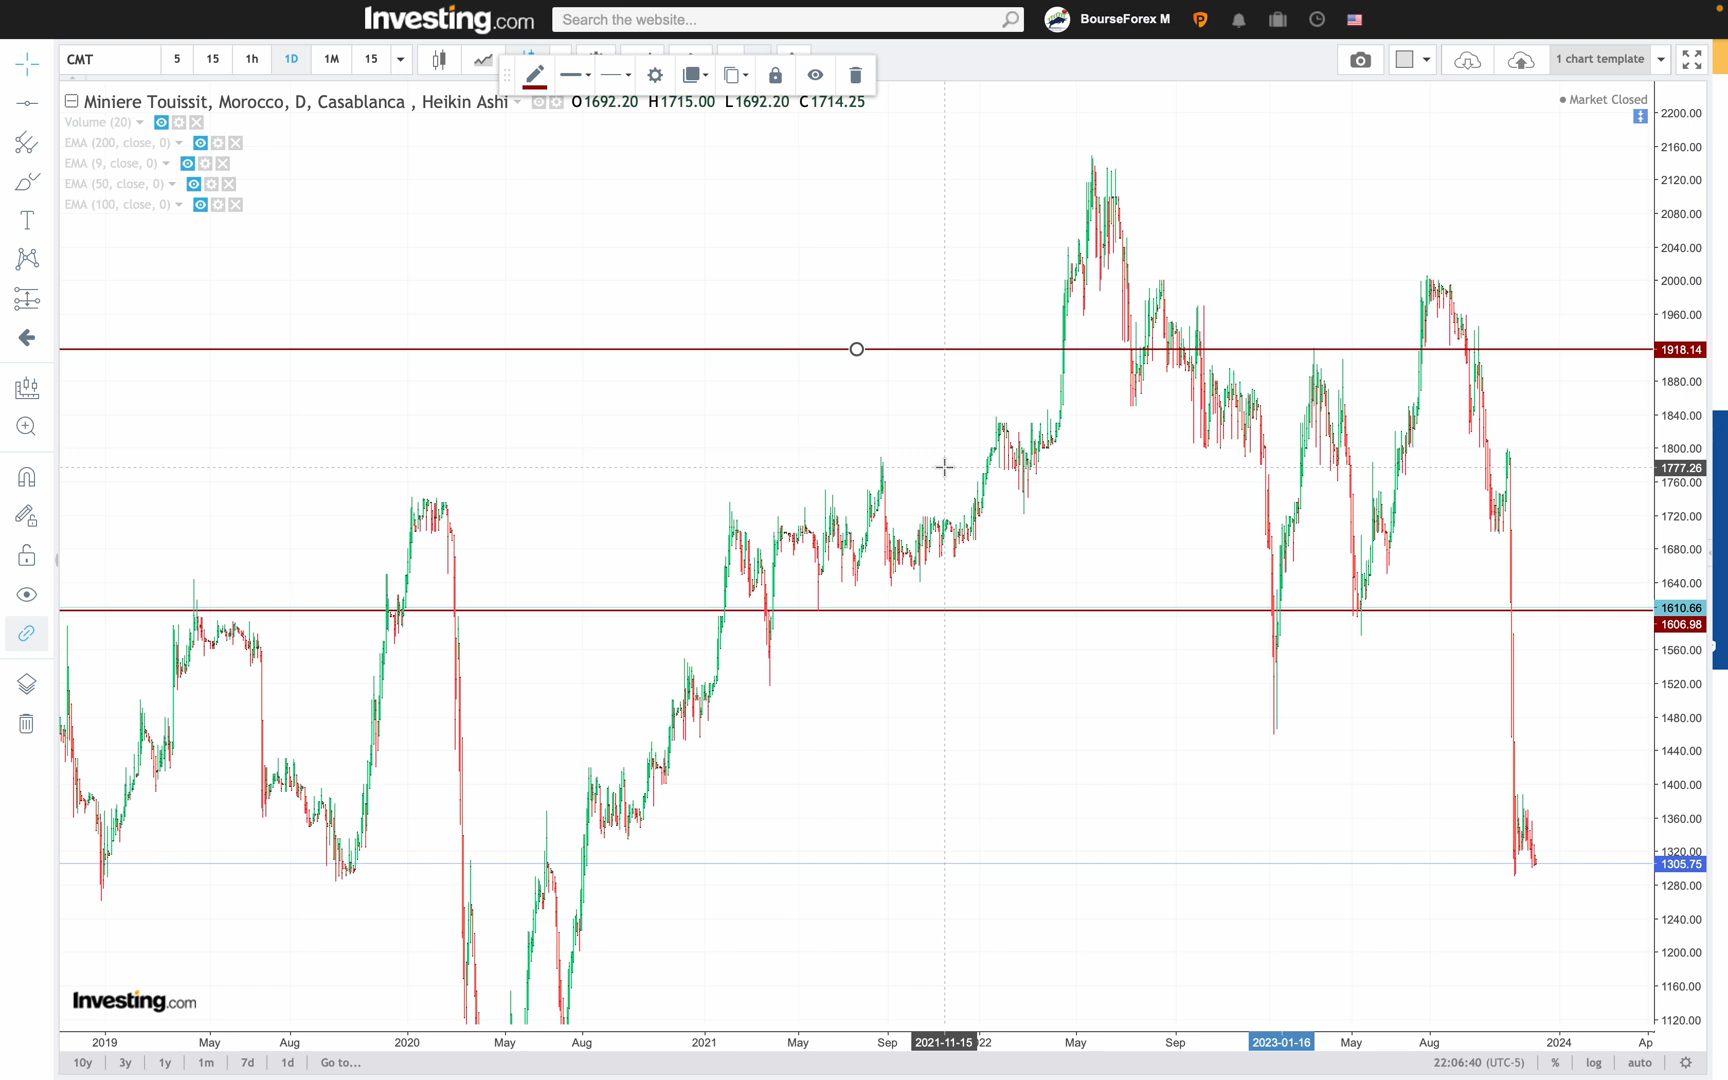 Investing.com
Search the website...
BourseForex M
CMT 5 15 1h 1D 1M 15
1 chart template
Miniere Touissit, Morocco, D, Casablanca , Heikin Ashi O1692.20 H1715.00 L1692.20 C1714.25
Market Closed
Volume (20)
EMA (200, close, 0)
EMA (9, close, 0)
EMA (50, close, 0)
EMA (100, close, 0)
2200.00
2160.00
2120.00
2080.00
2040.00
2000.00
1960.00
1918.14
1880.00
1840.00
1800.00
1777.26
1760.00
1720.00
1680.00
1640.00
1610.66
1606.98
1560.00
1520.00
1480.00
1440.00
1400.00
1360.00
1320.00
1305.75
1280.00
1240.00
1200.00
1160.00
1120.00
Investing.com
2019 May Aug 2020 May Aug 2021 May Sep 2021-11-15 22 May Sep 2023-01-16 May Aug 2024 Ap
10y 3y 1y 1m 7d 1d Go to... 22:06:40 (UTC-5) % log auto